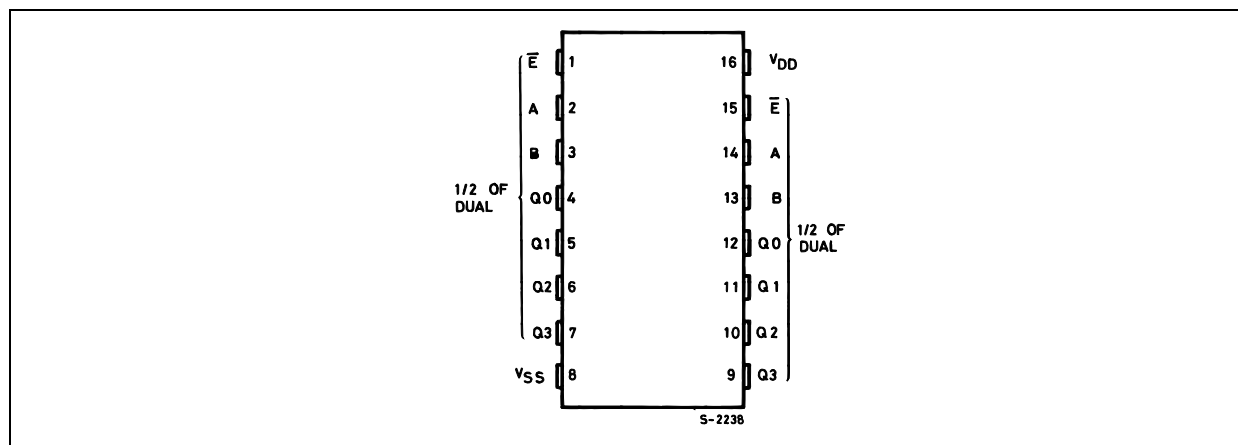 E̅ 1 16 VDD
A 2 15 E̅
B 3 14 A
1/2 OF
DUAL
Q0 4 13 B
Q1 5 12 Q0
1/2 OF
DUAL
Q2 6 11 Q1
Q3 7 10 Q2
VSS 8 9 Q3
S-2238